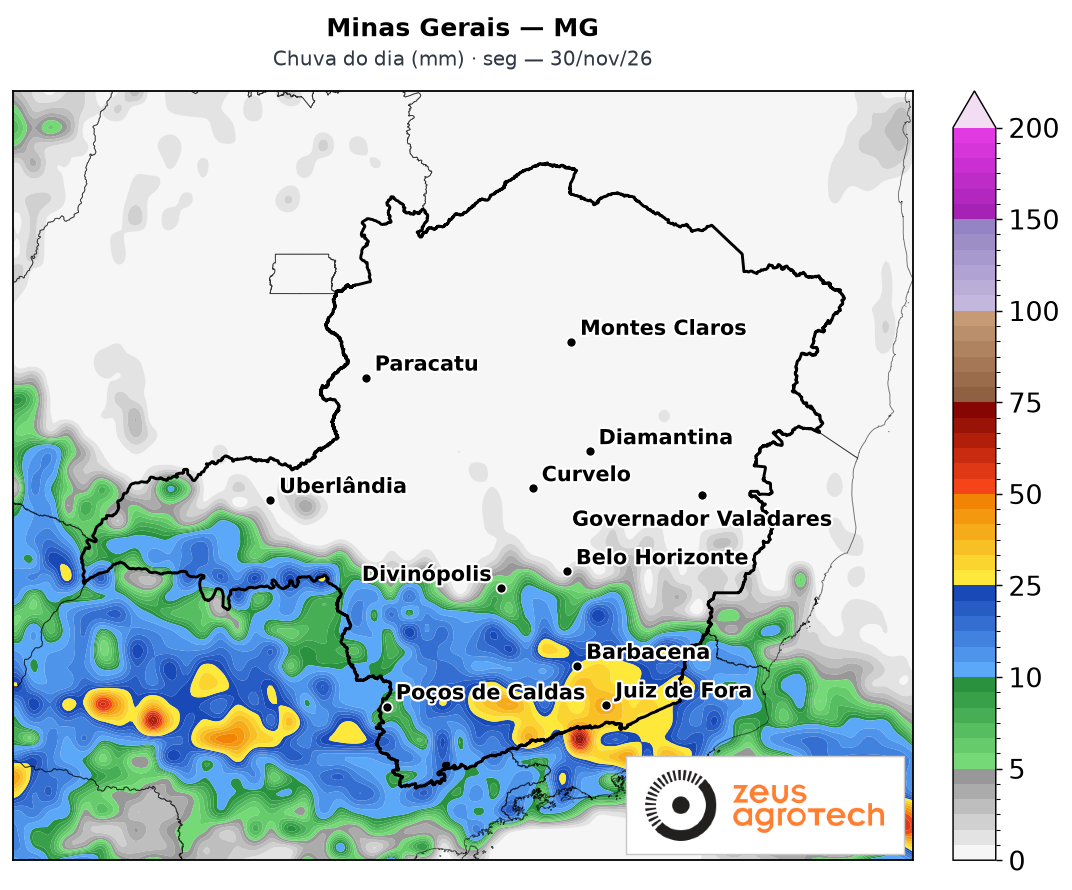 Minas Gerais — MG
Chuva do dia (mm) · seg — 30/nov/26
200
150
100
75
50
25
10
5
0
Montes Claros
Paracatu
Diamantina
Curvelo
Uberlândia
Governador Valadares
Belo Horizonte
Divinópolis
Barbacena
Poços de Caldas
Juiz de Fora
zeus
agrotech